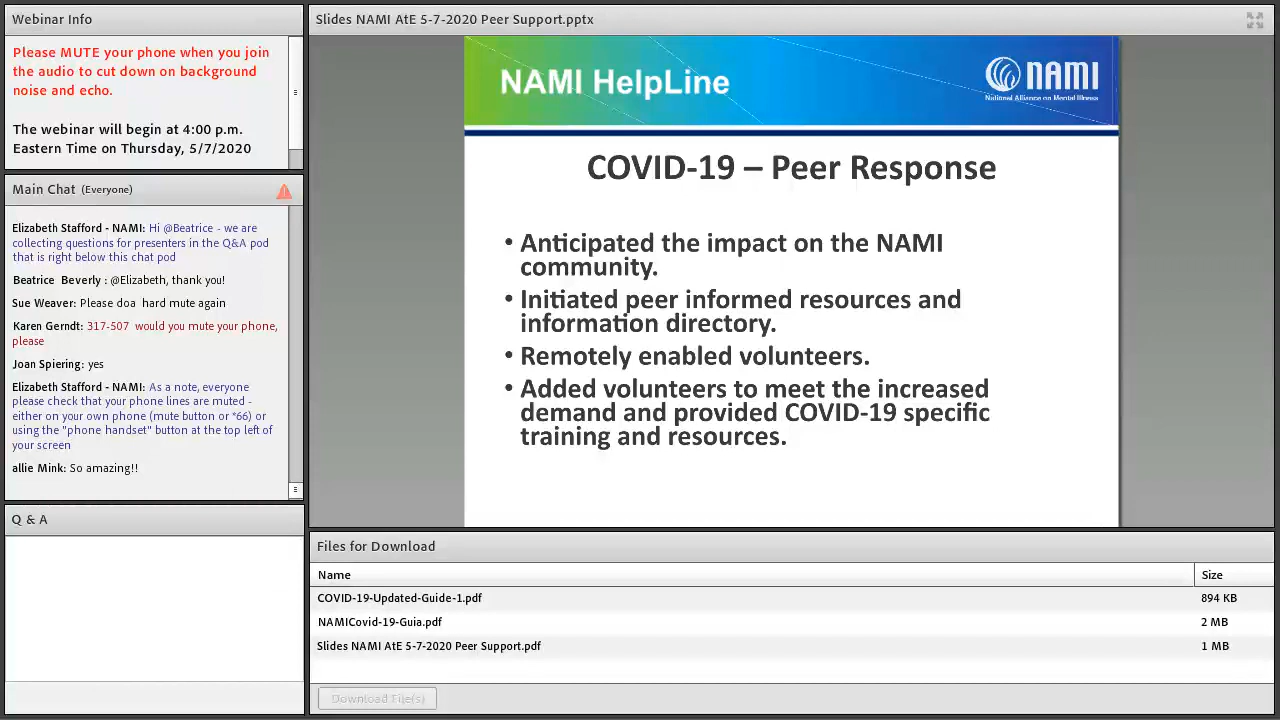 Webinar Info
Please MUTE your phone when you join
the audio to cut down on background
noise and echo.
The webinar will begin at 4:00 p.m.
Eastern Time on Thursday, 5/7/2020
Main Chat (Everyone)
Elizabeth Stafford - NAMI: Hi @Beatrice - we are
collecting questions for presenters in the Q&A pod
that is right below this chat pod
Beatrice Beverly : @Elizabeth, thank you!
Sue Weaver: Please doa hard mute again
Karen Gerndt: 317-507 would you mute your phone,
please
Joan Spiering: yes
Elizabeth Stafford - NAMI: As a note, everyone
please check that your phone lines are muted -
either on your own phone (mute button or *66) or
using the "phone handset" button at the top left of
your screen
allie Mink: So amazing!!
Q & A
Slides NAMI AtE 5-7-2020 Peer Support.pptx
NAMI HelpLine
NAMI
National Alliance on Mental Illness
COVID-19 – Peer Response
• Anticipated the impact on the NAMI
community.
• Initiated peer informed resources and
information directory.
• Remotely enabled volunteers.
• Added volunteers to meet the increased
demand and provided COVID-19 specific
training and resources.
Files for Download
Name Size
COVID-19-Updated-Guide-1.pdf 894 KB
NAMICovid-19-Guia.pdf 2 MB
Slides NAMI AtE 5-7-2020 Peer Support.pdf 1 MB
Download File(s)